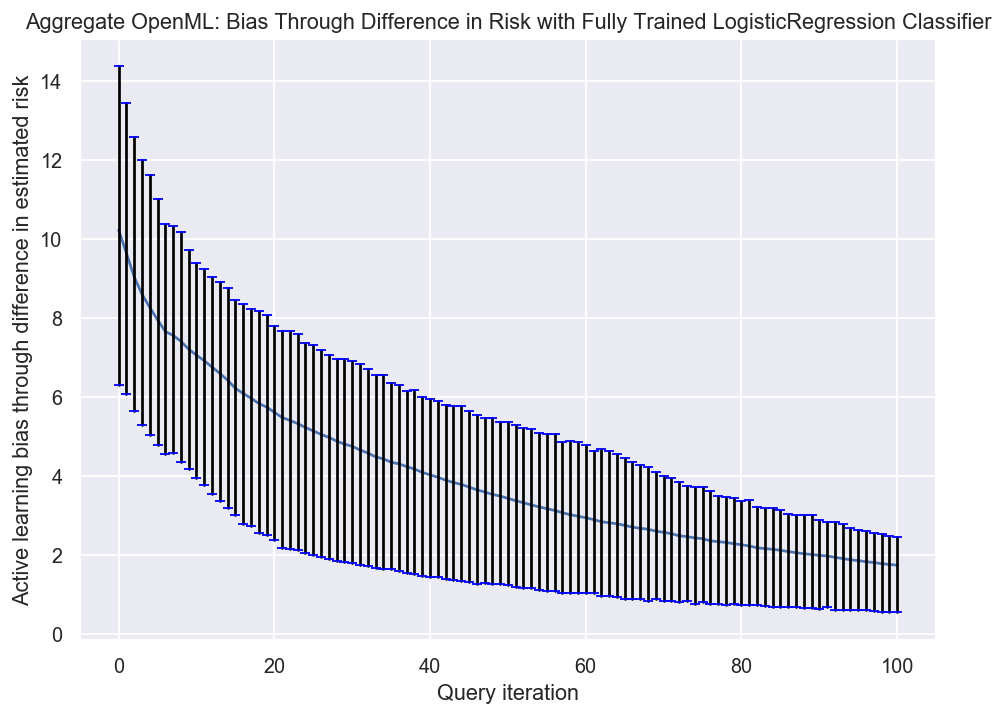 Aggregate OpenML: Bias Through Difference in Risk with Fully Trained LogisticRegression Classifier
Active learning bias through difference in estimated risk
14
12
10
8
6
4
2
0
0 20 40 60 80 100
Query iteration